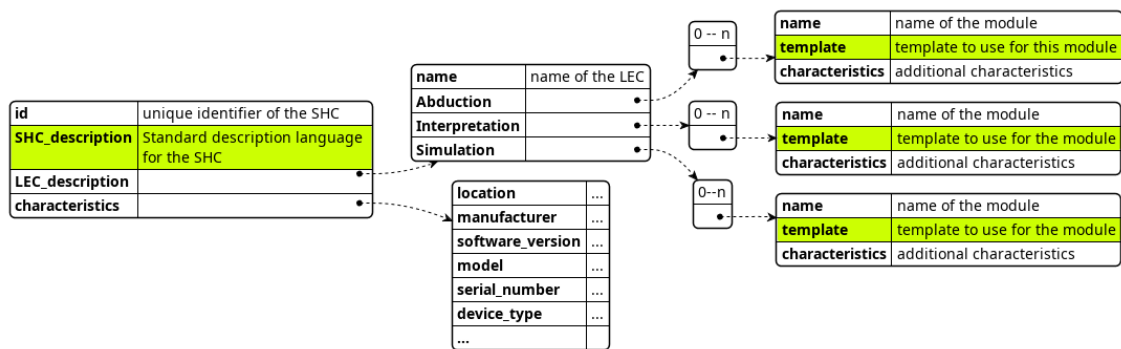 id unique identifier of the SHC
SHC_description Standard description language
for the SHC
LEC_description
characteristics
name name of the LEC
Abduction
Interpretation
Simulation
location ...
manufacturer ...
software_version ...
model ...
serial_number ...
device_type ...
...
0 -- n
name name of the module
template template to use for this module
characteristics additional characteristics
0 -- n
name name of the module
template template to use for the module
characteristics additional characteristics
0--n
name name of the module
template template to use for the module
characteristics additional characteristics